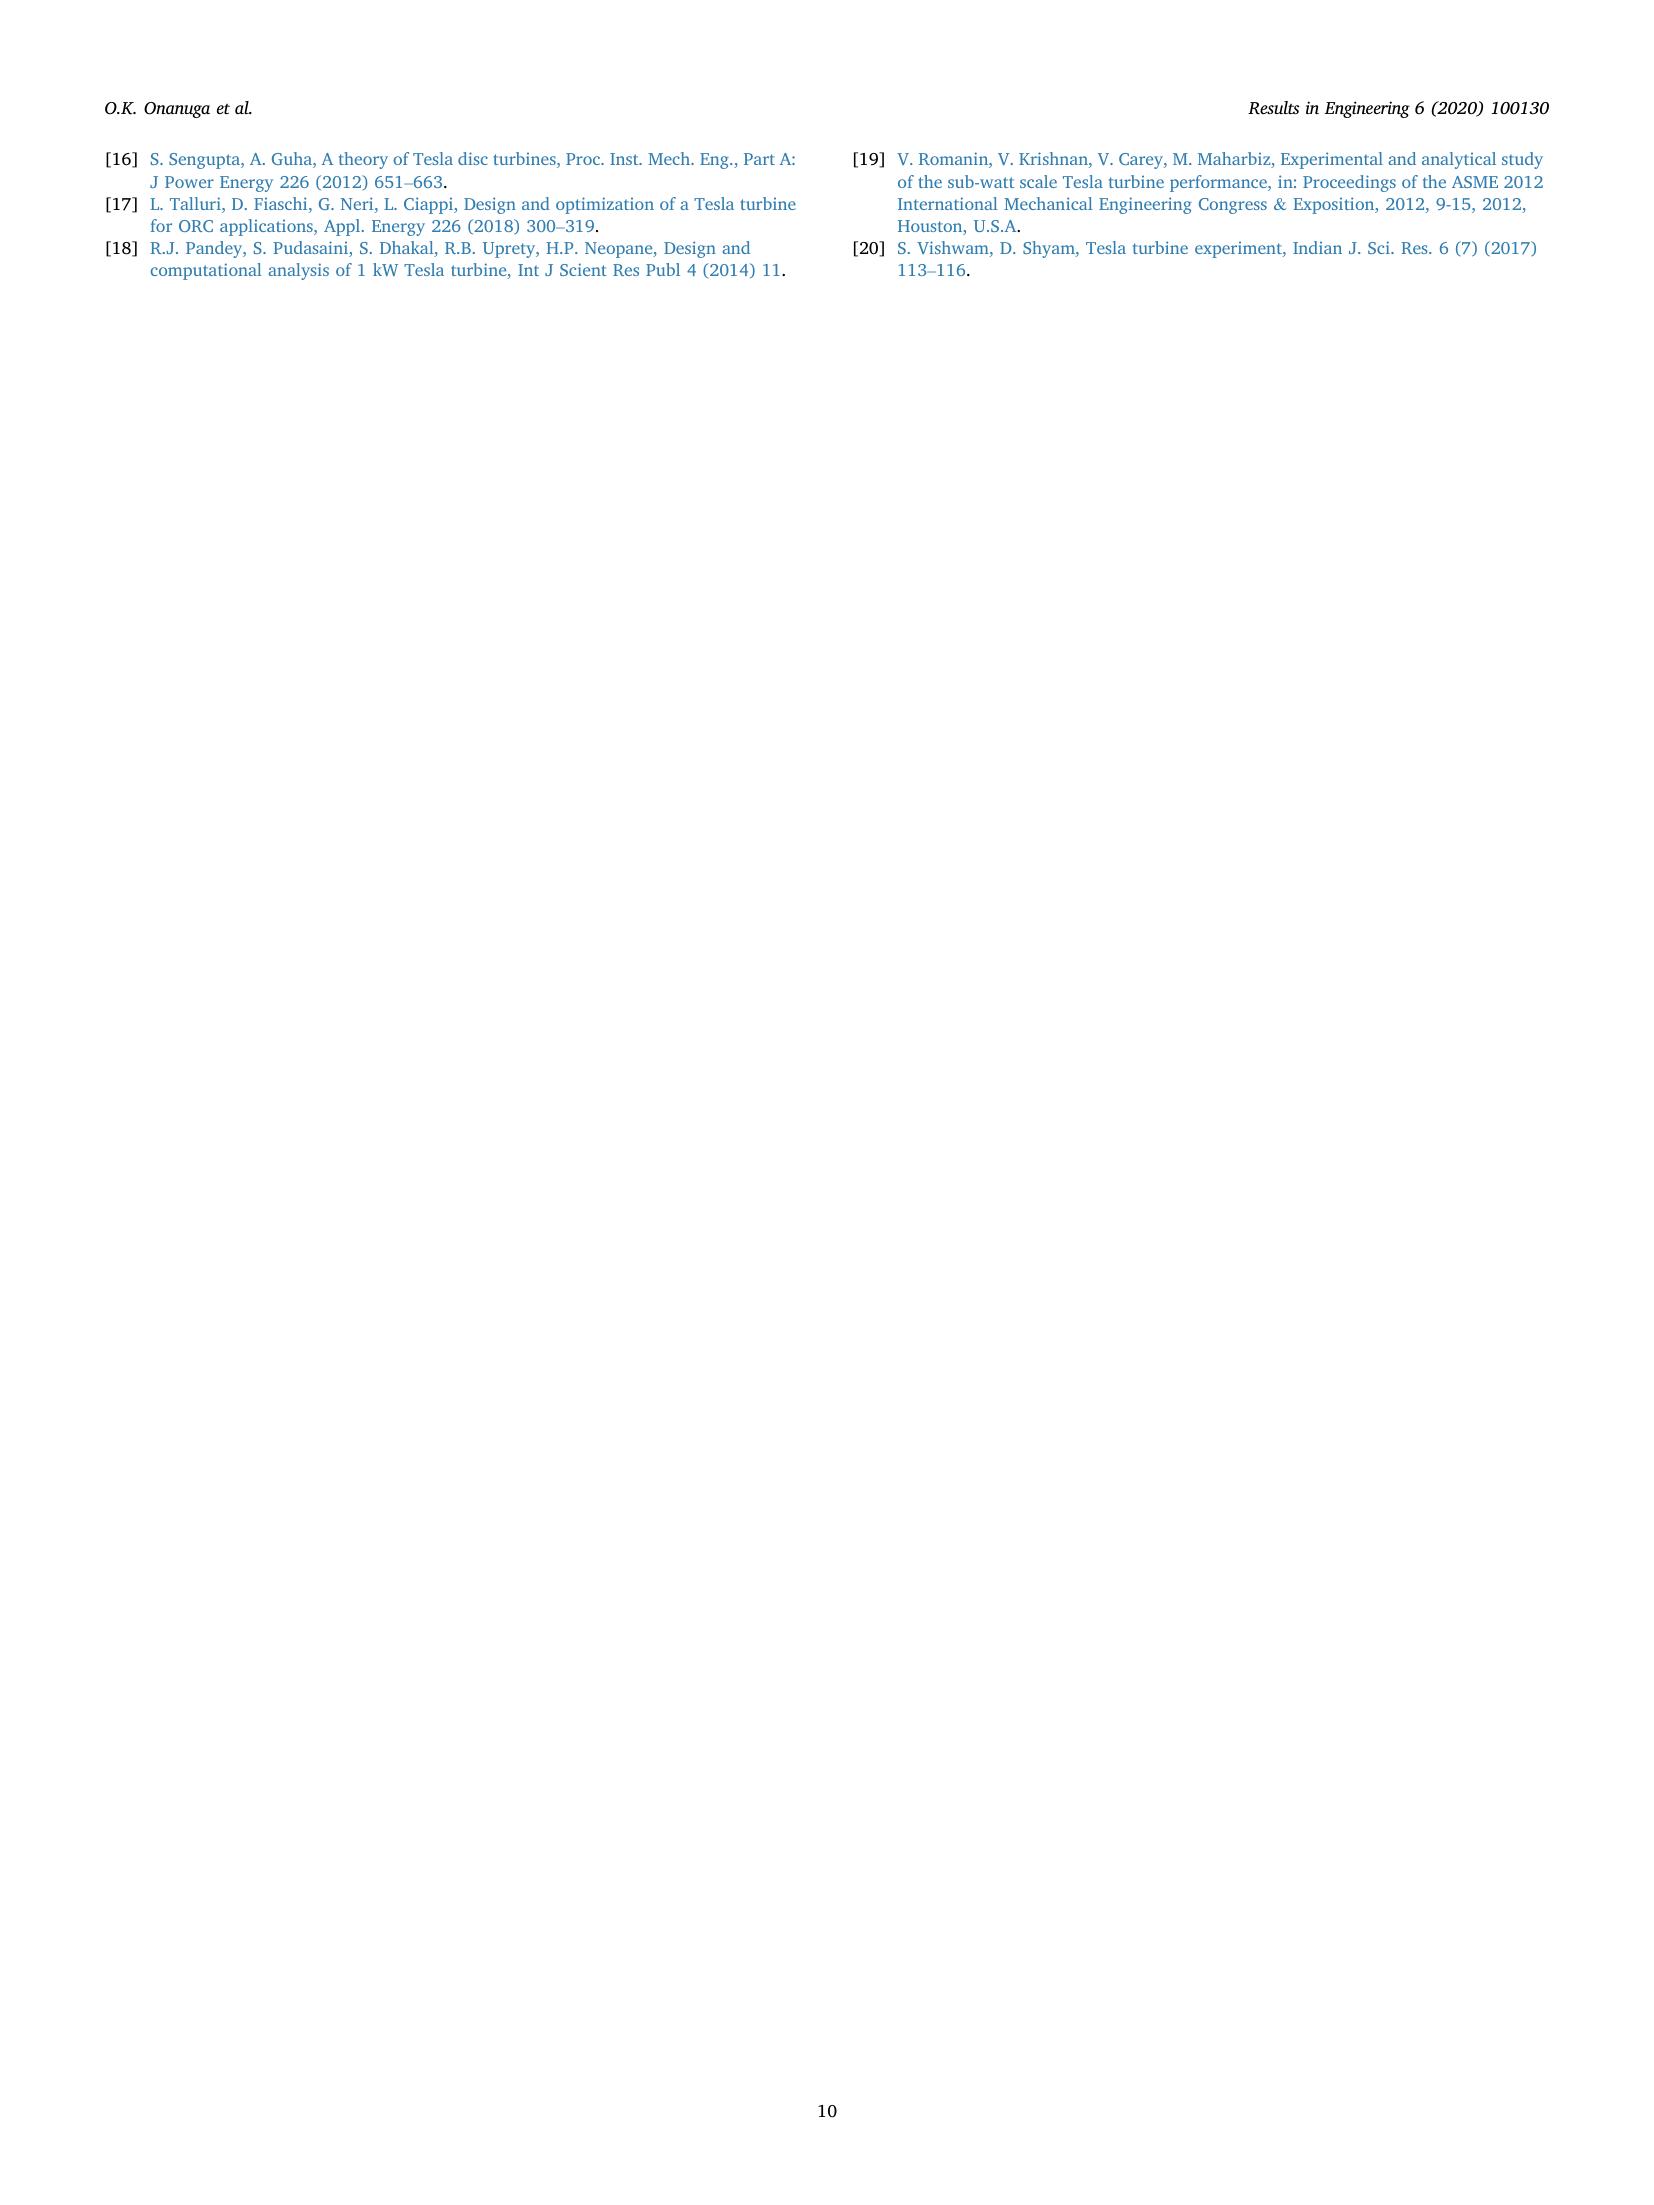 O.K. Onanuga et al.
Results in Engineering 6 (2020) 100130
[16] S. Sengupta, A. Guha, A theory of Tesla disc turbines, Proc. Inst. Mech. Eng., Part A:
J Power Energy 226 (2012) 651–663.
[17] L. Talluri, D. Fiaschi, G. Neri, L. Ciappi, Design and optimization of a Tesla turbine
for ORC applications, Appl. Energy 226 (2018) 300–319.
[18] R.J. Pandey, S. Pudasaini, S. Dhakal, R.B. Uprety, H.P. Neopane, Design and
computational analysis of 1 kW Tesla turbine, Int J Scient Res Publ 4 (2014) 11.
[19] V. Romanin, V. Krishnan, V. Carey, M. Maharbiz, Experimental and analytical study
of the sub-watt scale Tesla turbine performance, in: Proceedings of the ASME 2012
International Mechanical Engineering Congress & Exposition, 2012, 9-15, 2012,
Houston, U.S.A.
[20] S. Vishwam, D. Shyam, Tesla turbine experiment, Indian J. Sci. Res. 6 (7) (2017)
113–116.
10